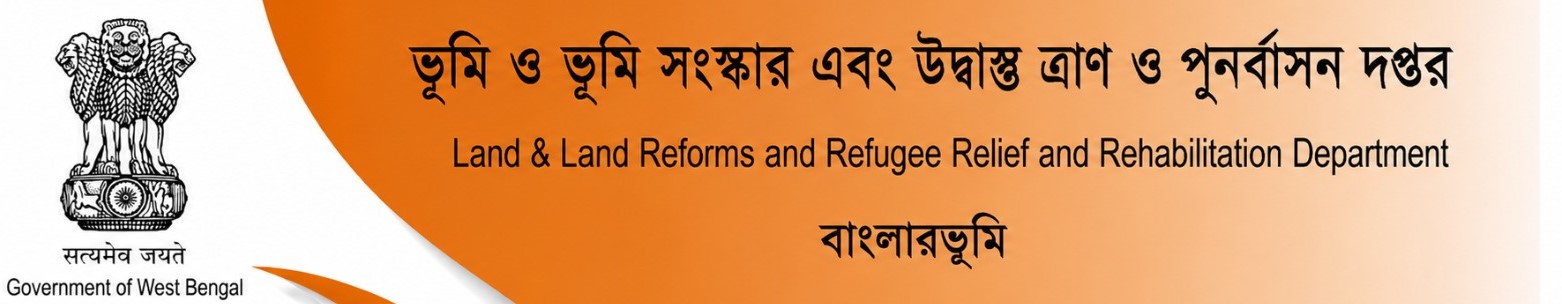 सत्यमेव जयते
Government of West Bengal
ভূমি ও ভূমি সংস্কার এবং উদ্বাস্তু ত্রাণ ও পুনর্বাসন দপ্তর
Land & Land Reforms and Refugee Relief and Rehabilitation Department
বাংলারভূমি